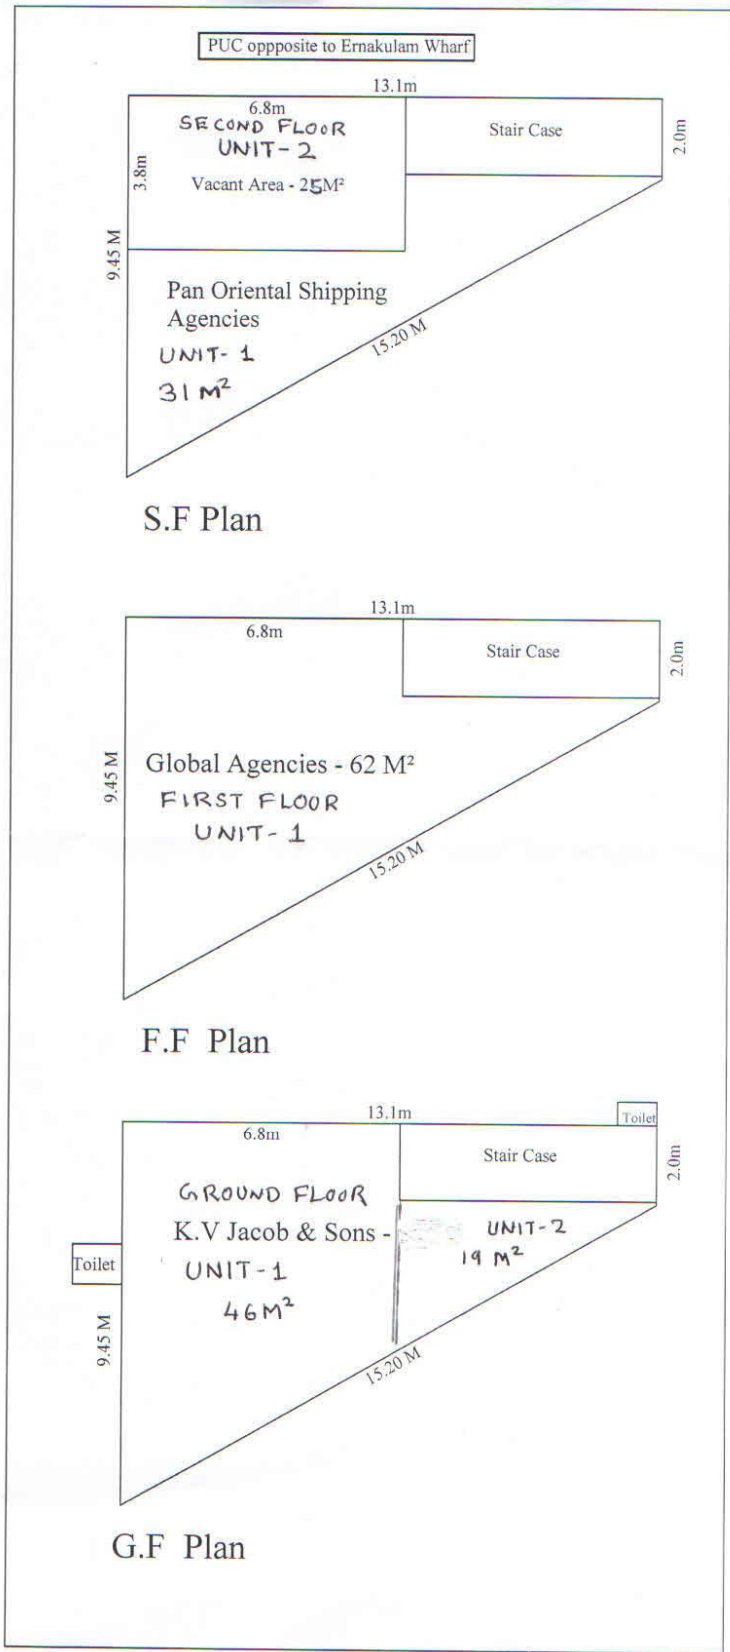 PUC oppposite to Ernakulam Wharf
13.1m
6.8m
SECOND FLOOR
UNIT-2
Vacant Area - 25M²
3.8m
Stair Case
2.0m
9.45 M
Pan Oriental Shipping
Agencies
UNIT-1
31 M²
15.20 M
S.F Plan
13.1m
6.8m
Stair Case
2.0m
9.45 M
Global Agencies - 62 M²
FIRST FLOOR
UNIT-1
15.20 M
F.F Plan
13.1m
Toilet
6.8m
Stair Case
2.0m
GROUND FLOOR
K.V Jacob & Sons -
UNIT-2
19 M²
Toilet
UNIT-1
46M²
9.45 M
15.20 M
G.F Plan